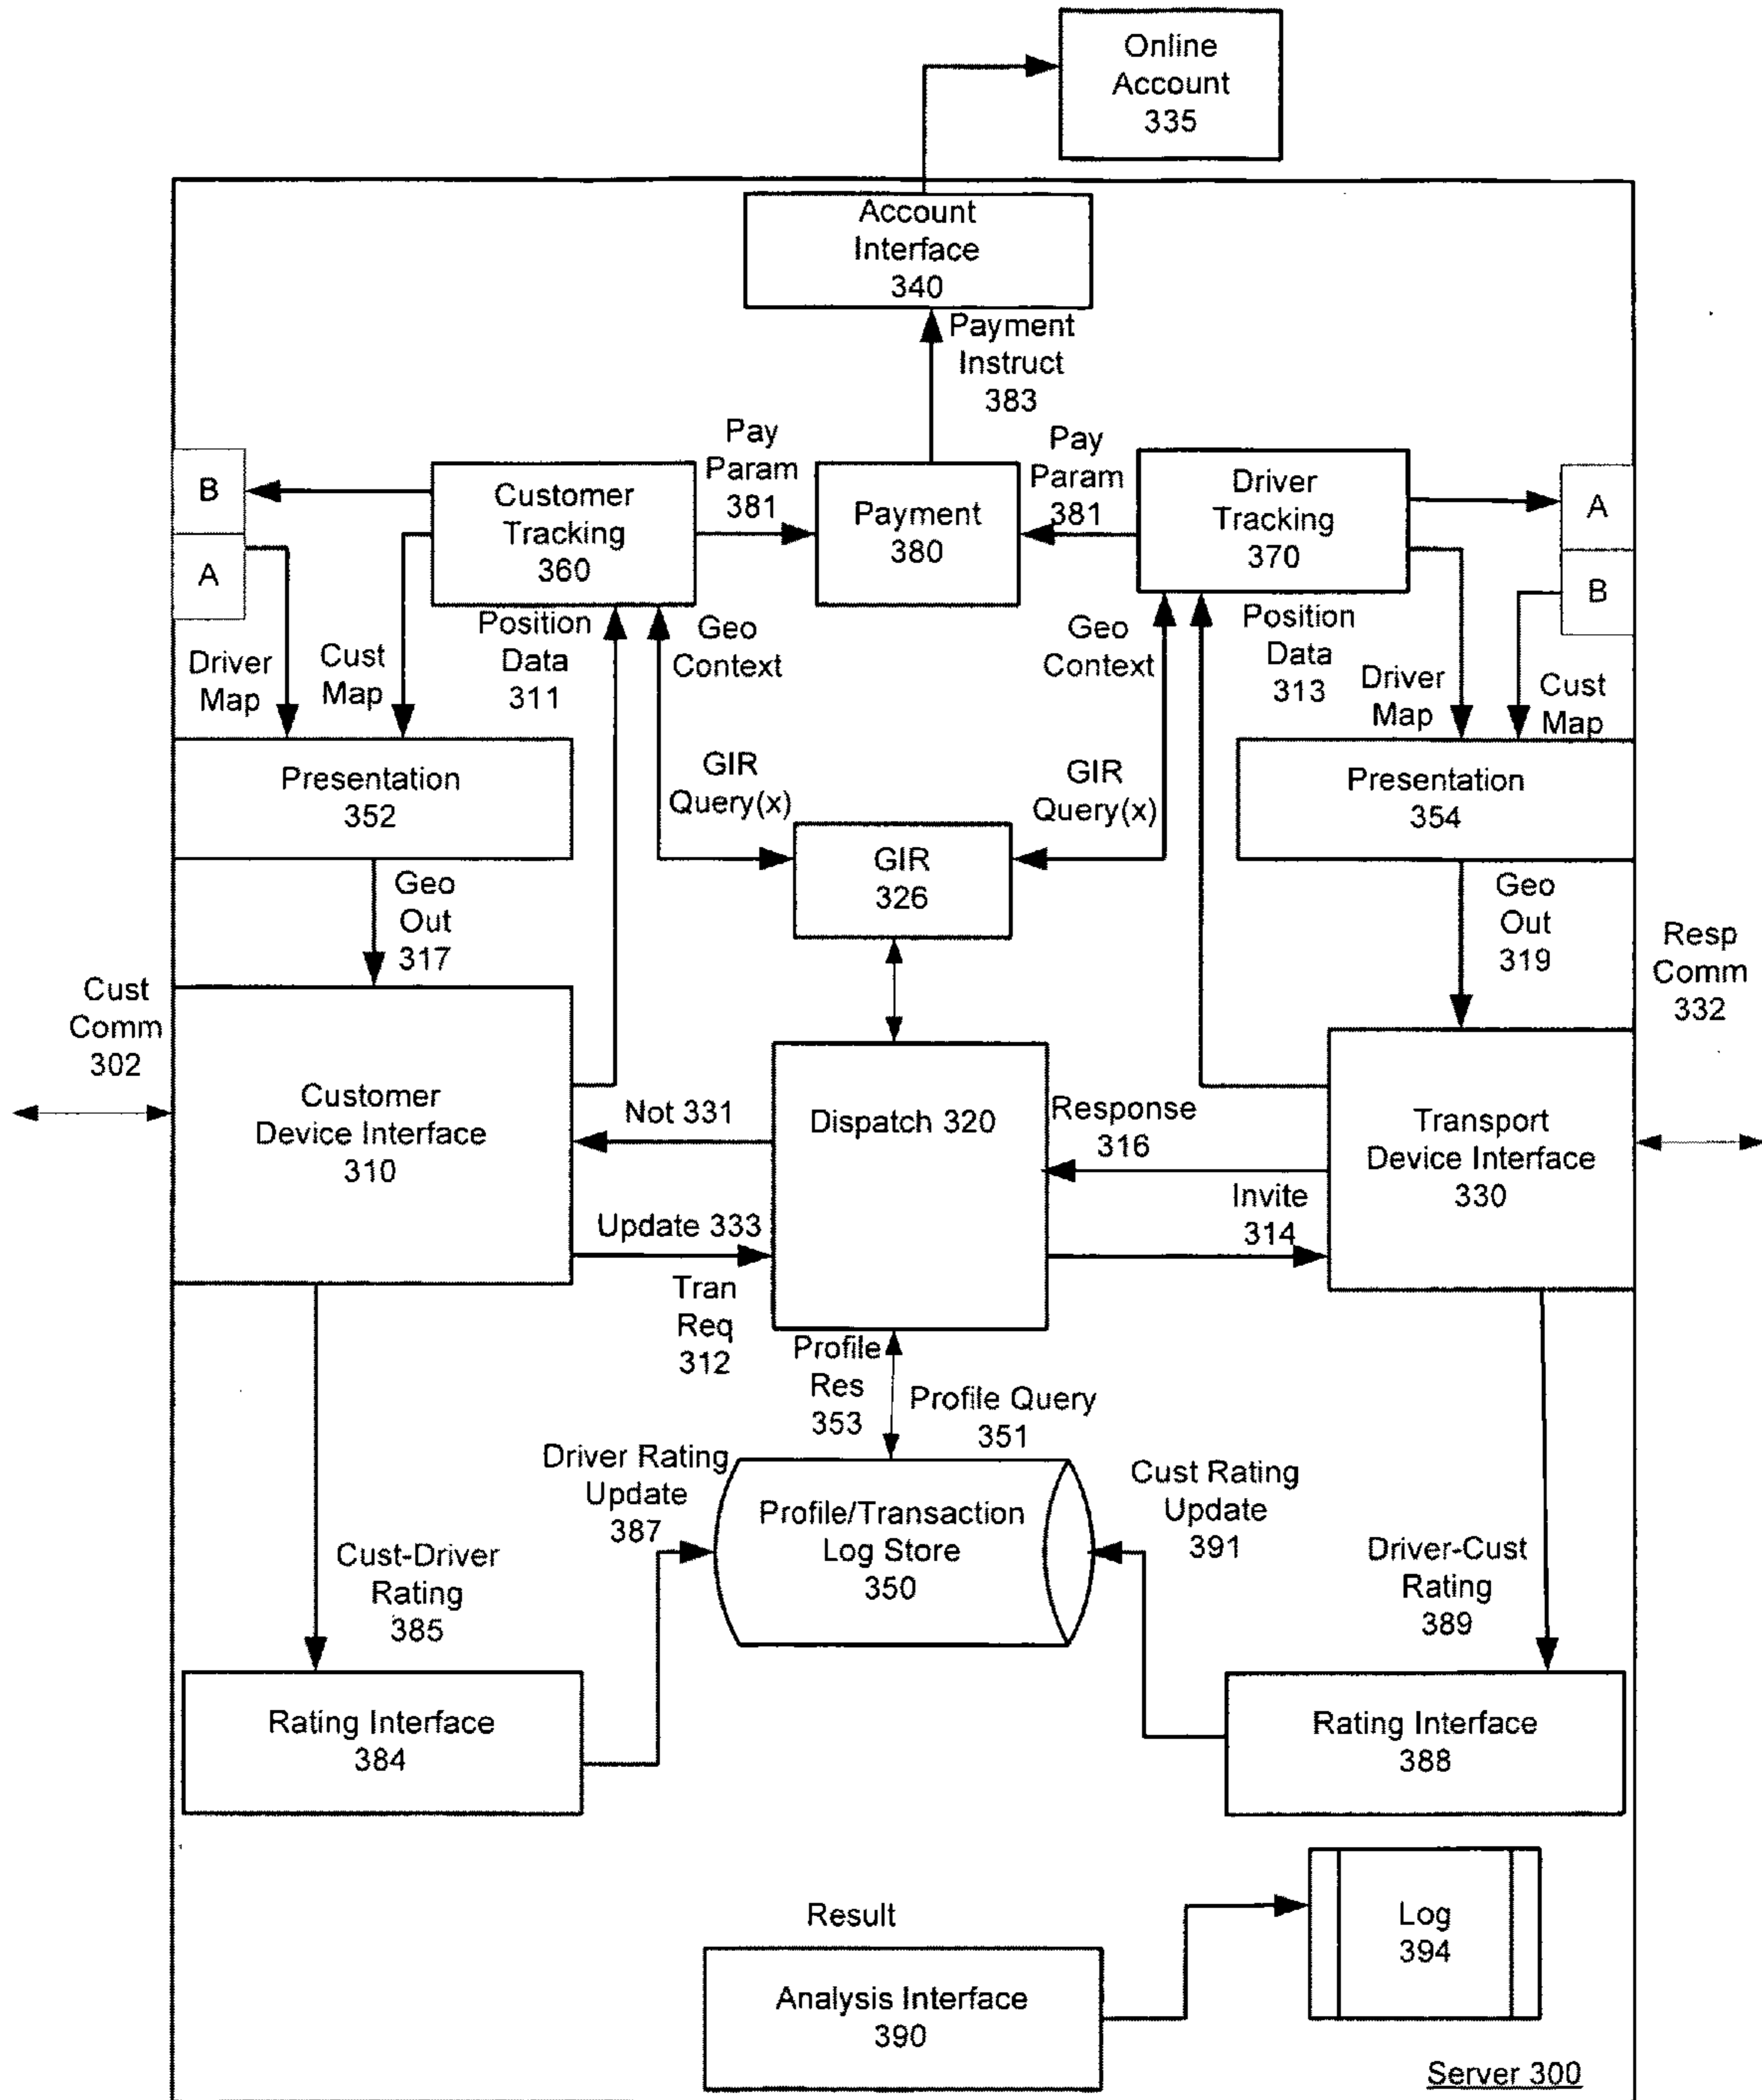 Online
Account
335
Account
Interface
340
Payment
Instruct
383
Pay
Param
381
Pay
Param
381
B
A
Customer
Tracking
360
Payment
380
Driver
Tracking
370
A
B
Driver
Map
Cust
Map
Position
Data
311
Geo
Context
Geo
Context
Position
Data
313
Driver
Map
Cust
Map
Presentation
352
GIR
Query(x)
GIR
Query(x)
Presentation
354
GIR
326
Geo
Out
317
Geo
Out
319
Cust
Comm
302
Resp
Comm
332
Customer
Device Interface
310
Not 331
Dispatch 320
Response
316
Transport
Device Interface
330
Update 333
Invite
314
Tran
Req
312
Profile
Res
353
Profile Query
351
Driver Rating
Update
387
Cust Rating
Update
391
Profile/Transaction
Log Store
350
Cust-Driver
Rating
385
Driver-Cust
Rating
389
Rating Interface
384
Rating Interface
388
Result
Log
394
Analysis Interface
390
Server 300